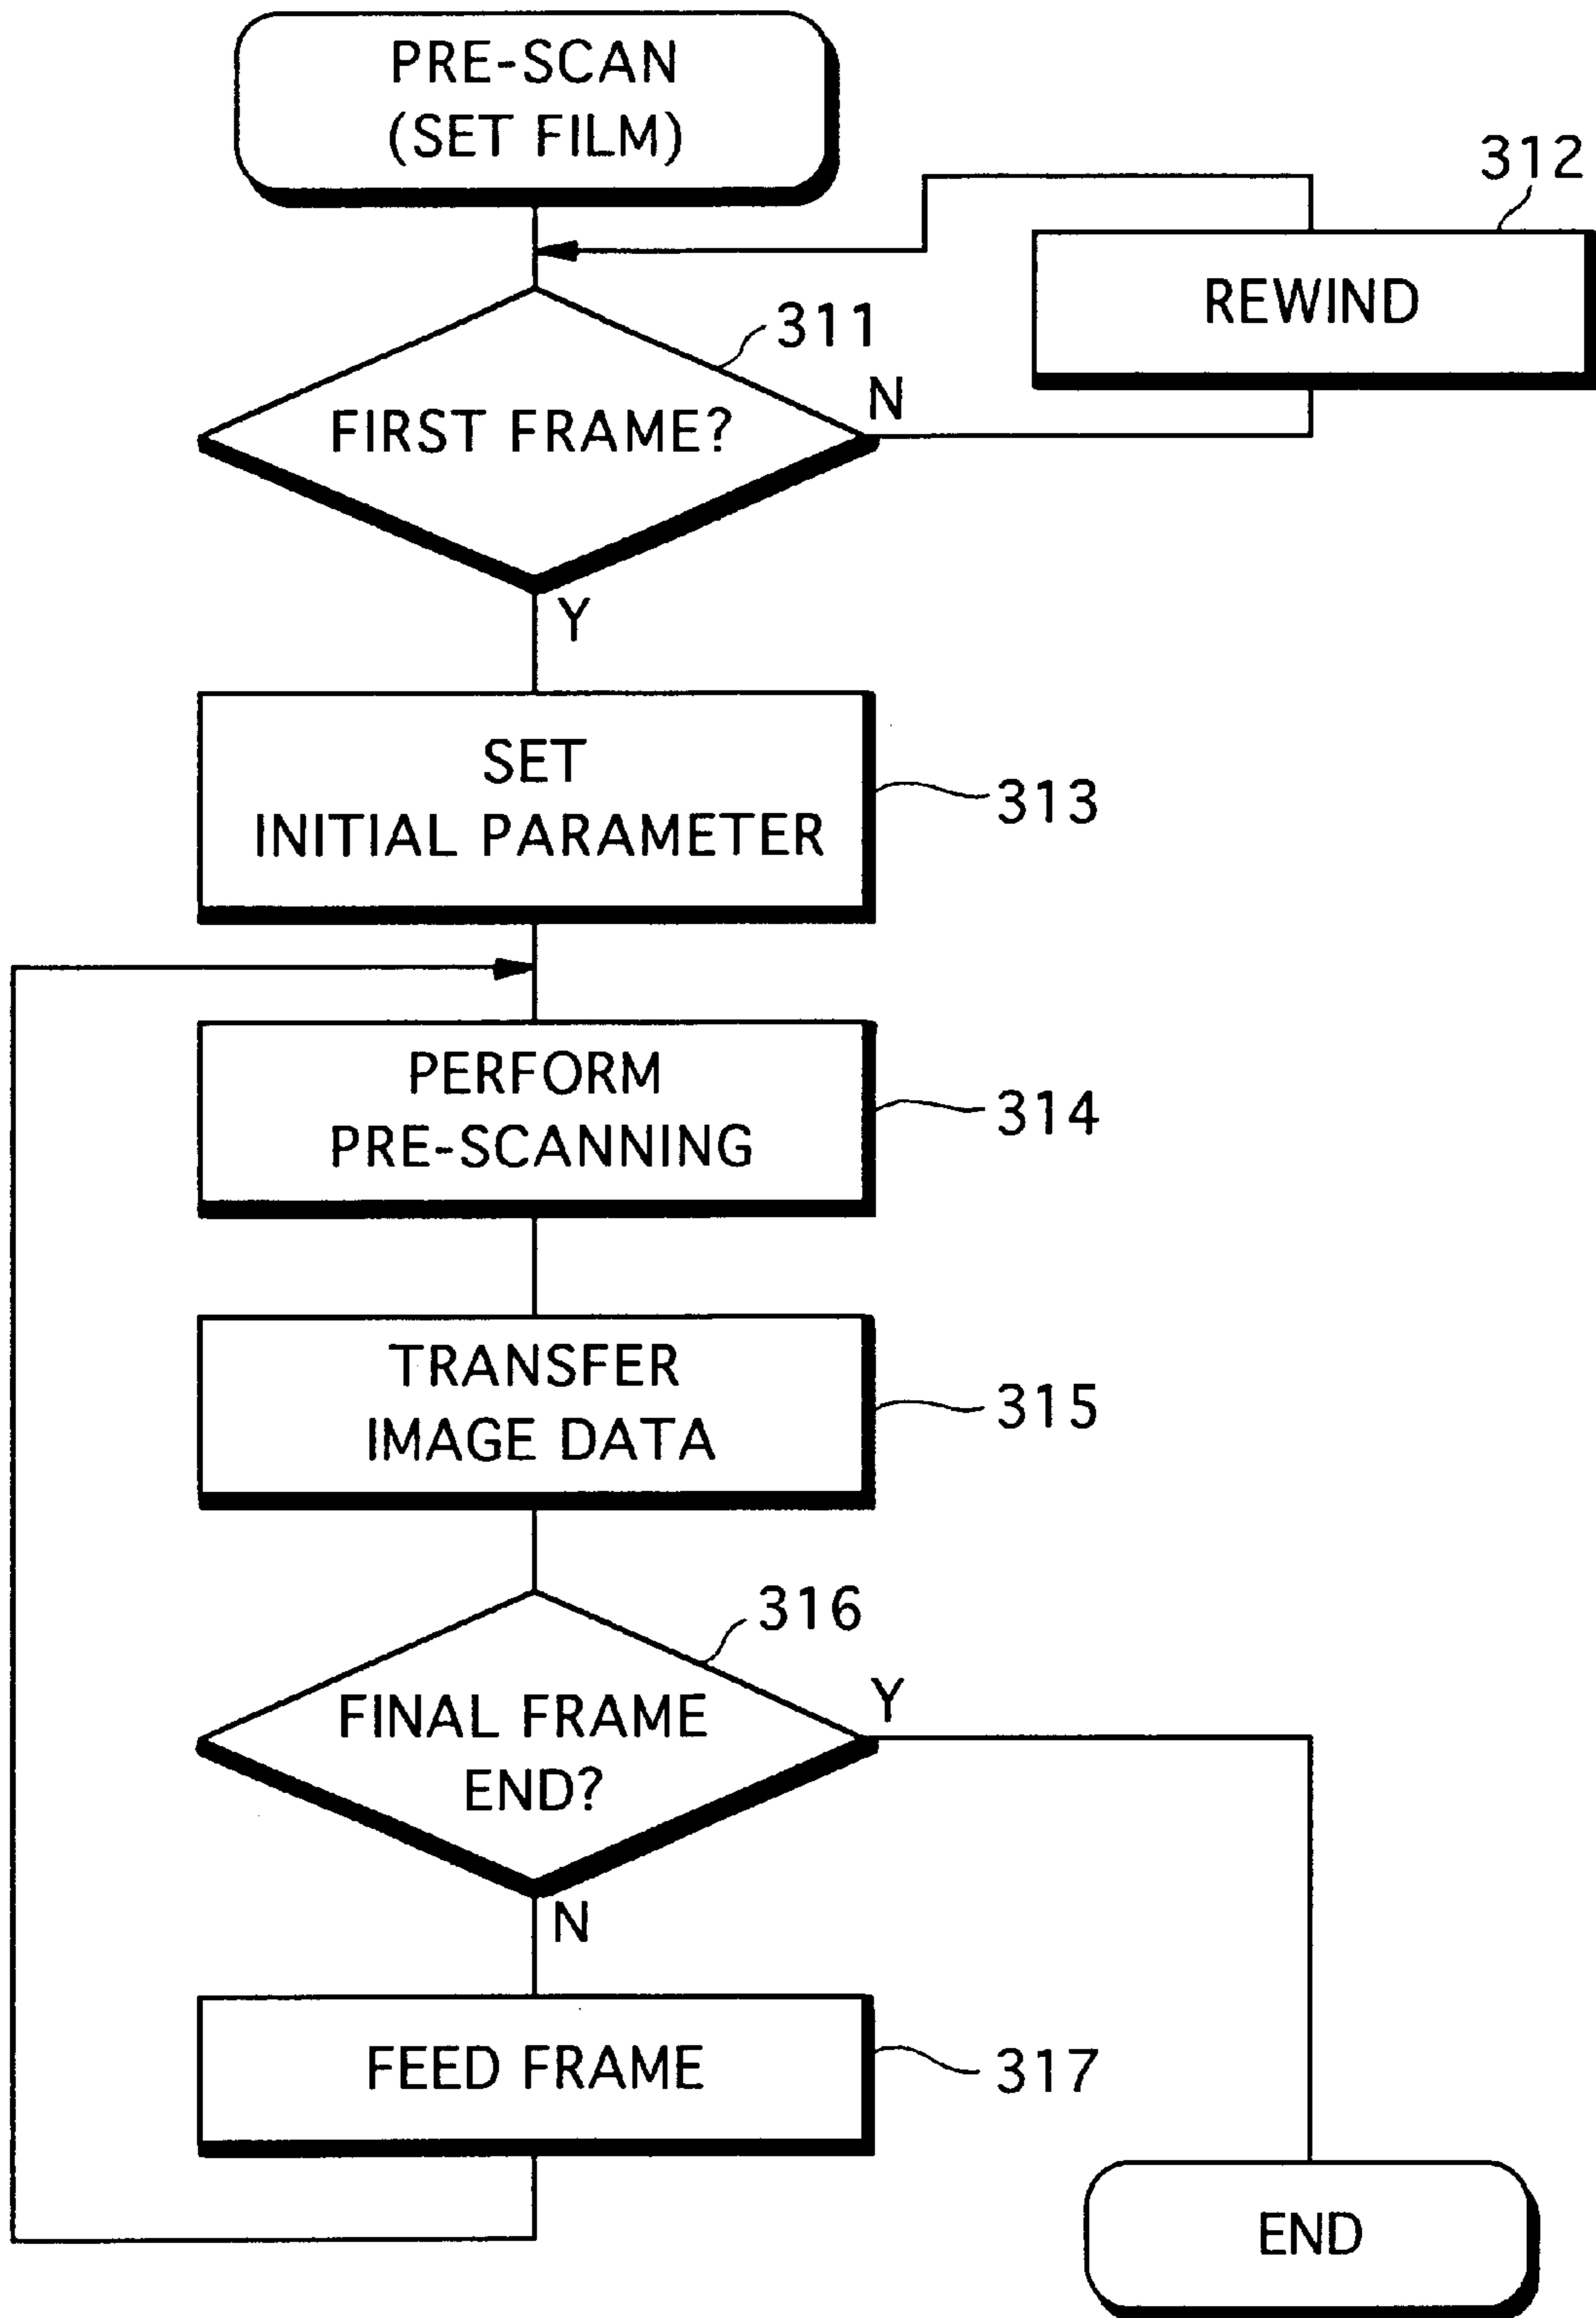 PRE-SCAN
(SET FILM)
312
REWIND
311
FIRST FRAME?
N
Y
SET
INITIAL PARAMETER
313
PERFORM
PRE-SCANNING
314
TRANSFER
IMAGE DATA
315
316
FINAL FRAME
END?
Y
N
FEED FRAME
317
END